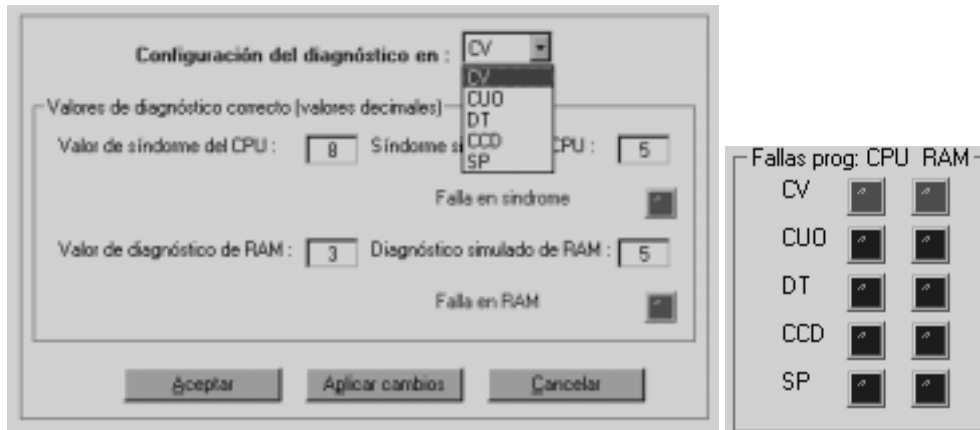 Configuración del diagnóstico en : CV
CV
CUO
DT
CCD
SP
Valores de diagnóstico correcto (valores decimales)
Valor de síndorme del CPU : 8 Síndorme CPU : 5
Falla en síndrome
Valor de diagnóstico de RAM : 3 Diagnóstico simulado de RAM : 5
Falla en RAM
Aceptar Aplicar cambios Cancelar
Fallas prog: CPU RAM
CV
CUO
DT
CCD
SP